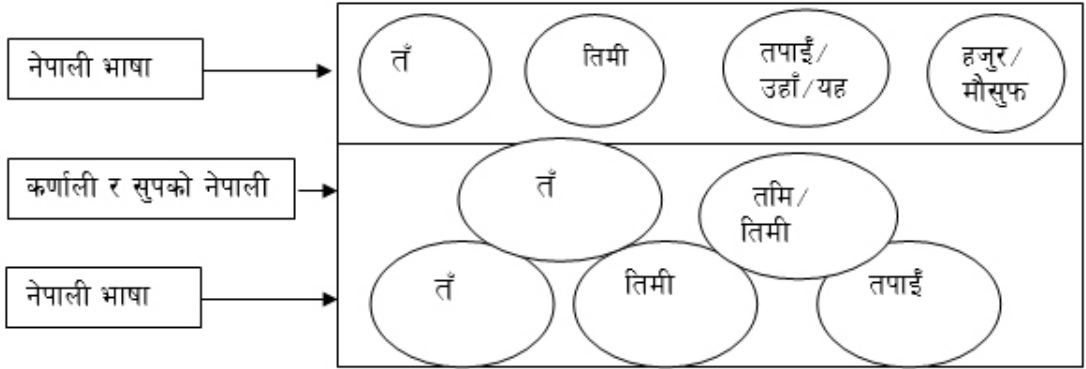 नेपाली भाषा
तँ
तिमी
तपाईँ/
उहाँ/यह
हजुर/
मौसुफ
कर्णाली र सुपको नेपाली
तँ
तमि/
तिमी
नेपाली भाषा
तँ
तिमी
तपाईँ